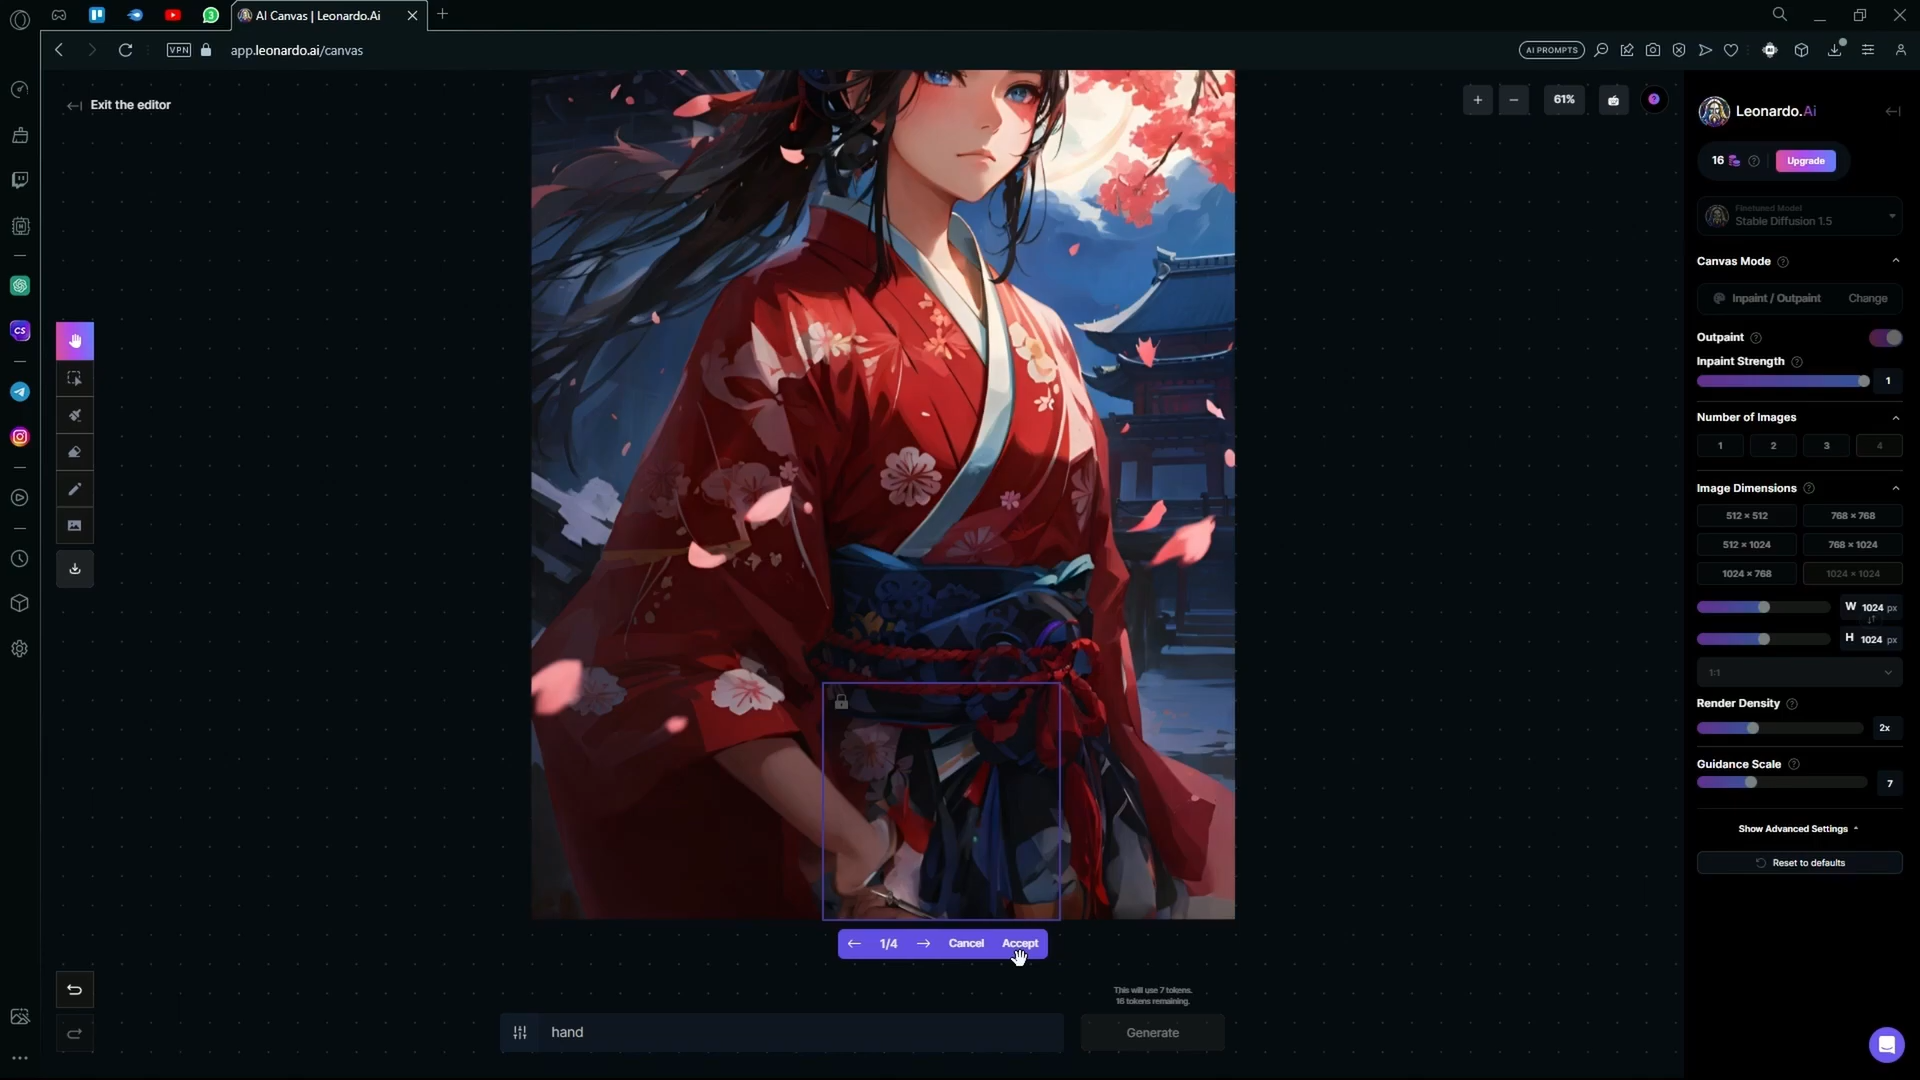 3
AI Canvas | Leonardo.Ai
VPN
app.leonardo.ai/canvas
AI PROMPTS
Exit the editor
61%
Leonardo.Ai
16
Upgrade
Finetuned Model
Stable Diffusion 1.5
Canvas Mode
Inpaint / Outpaint Change
Outpaint
CS
Inpaint Strength
1
Number of Images
1 2 3 4
Image Dimensions
512 × 512 768 × 768
512 × 1024 768 × 1024
1024 × 768 1024 × 1024
W 1024 px
H 1024 px
1:1
Render Density
2x
Guidance Scale
7
Show Advanced Settings
Reset to defaults
1/4 Cancel Accept
This will use 7 tokens.
16 tokens remaining.
hand
Generate